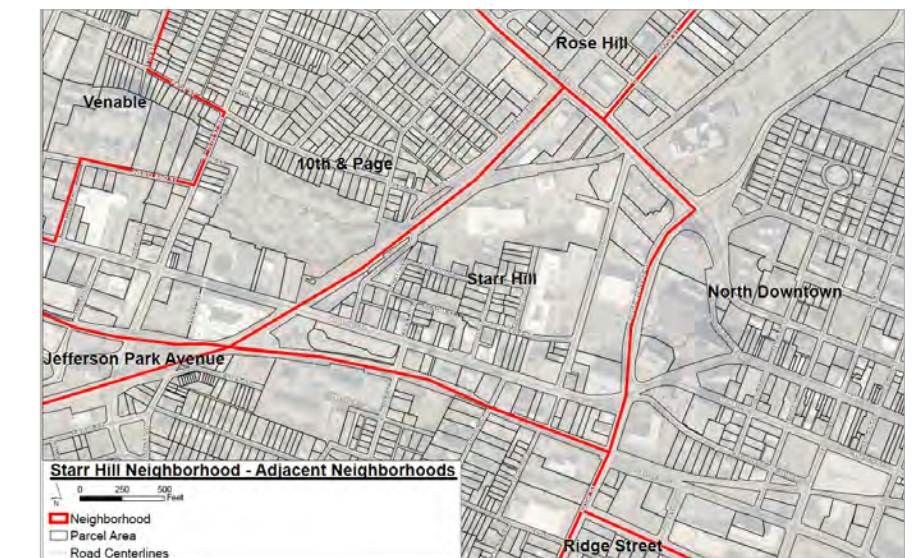 Rose Hill
Venable
10th & Page
Starr Hill
North Downtown
Jefferson Park Avenue
Starr Hill Neighborhood - Adjacent Neighborhoods
0 250 500
Feet
N
Neighborhood
Parcel Area
Road Centerlines
Ridge Street